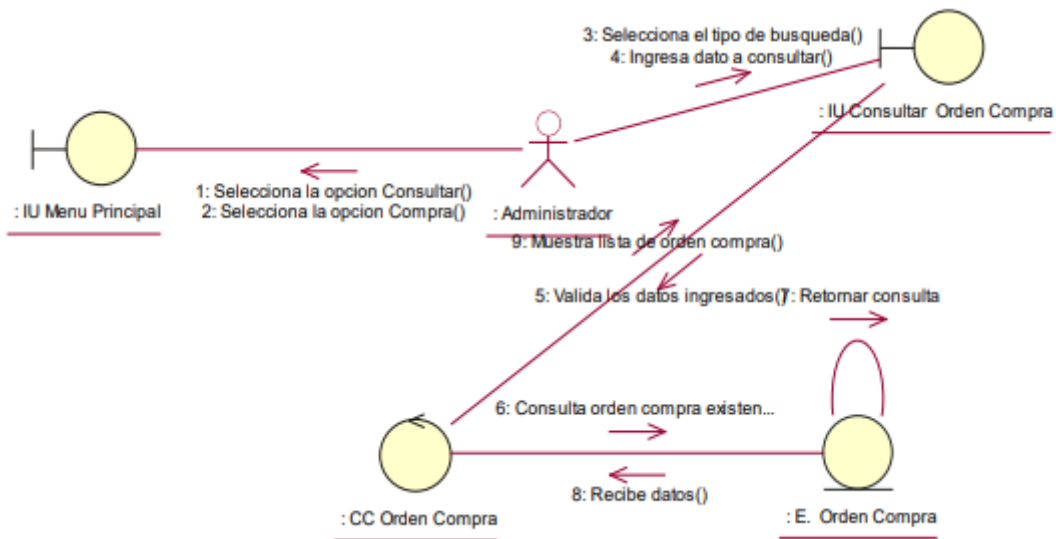 3: Selecciona el tipo de busqueda()
4: Ingresa dato a consultar()
: IU Consultar Orden Compra
1: Selecciona la opcion Consultar()
2: Selecciona la opcion Compra()
: IU Menu Principal
: Administrador
9: Muestra lista de orden compra()
5: Valida los datos ingresados()
7: Retornar consulta
6: Consulta orden compra existen...
8: Recibe datos()
: CC Orden Compra
: E. Orden Compra